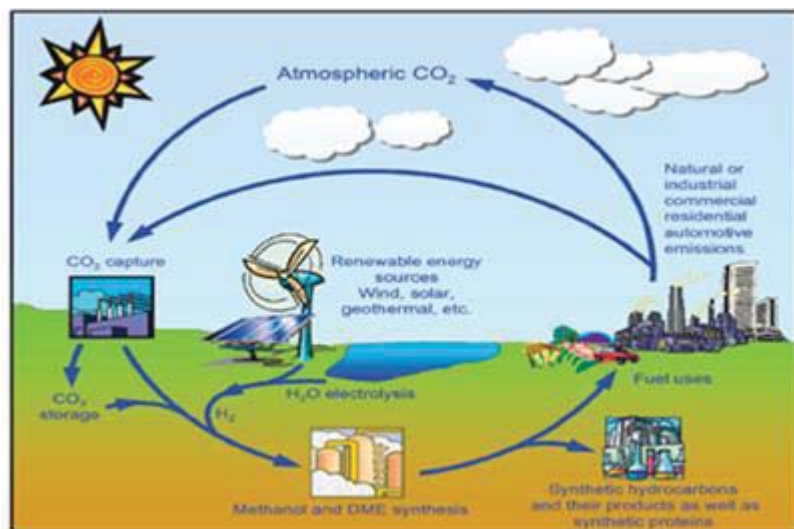 Atmospheric CO₂
Natural or
industrial
commercial
residential
automotive
emissions
CO₂ capture
Renewable energy
sources
Wind, solar,
geothermal, etc.
CO₂
storage
H₂
H₂O electrolysis
Fuel uses
Methanol and DME synthesis
Synthetic hydrocarbons
and their products as well as
synthetic proteins